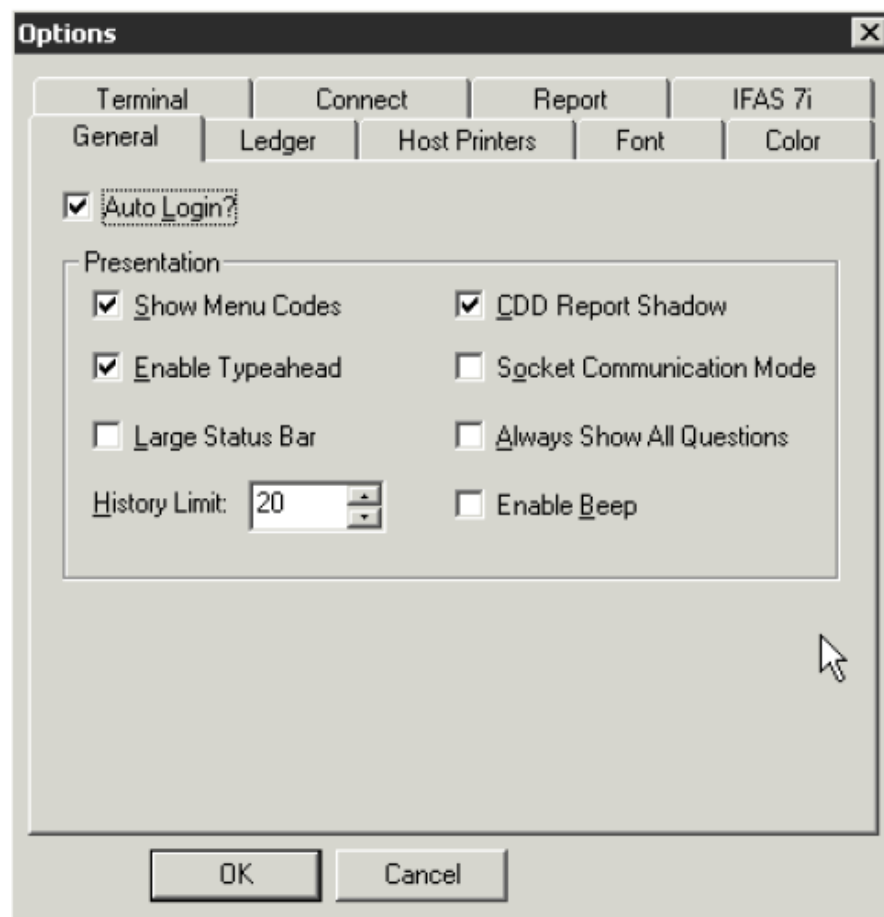 Options
Terminal Connect Report IFAS 7i
General Ledger Host Printers Font Color
Auto Login?
Presentation
Show Menu Codes CDD Report Shadow
Enable Typeahead Socket Communication Mode
Large Status Bar Always Show All Questions
History Limit: 20 Enable Beep
OK Cancel